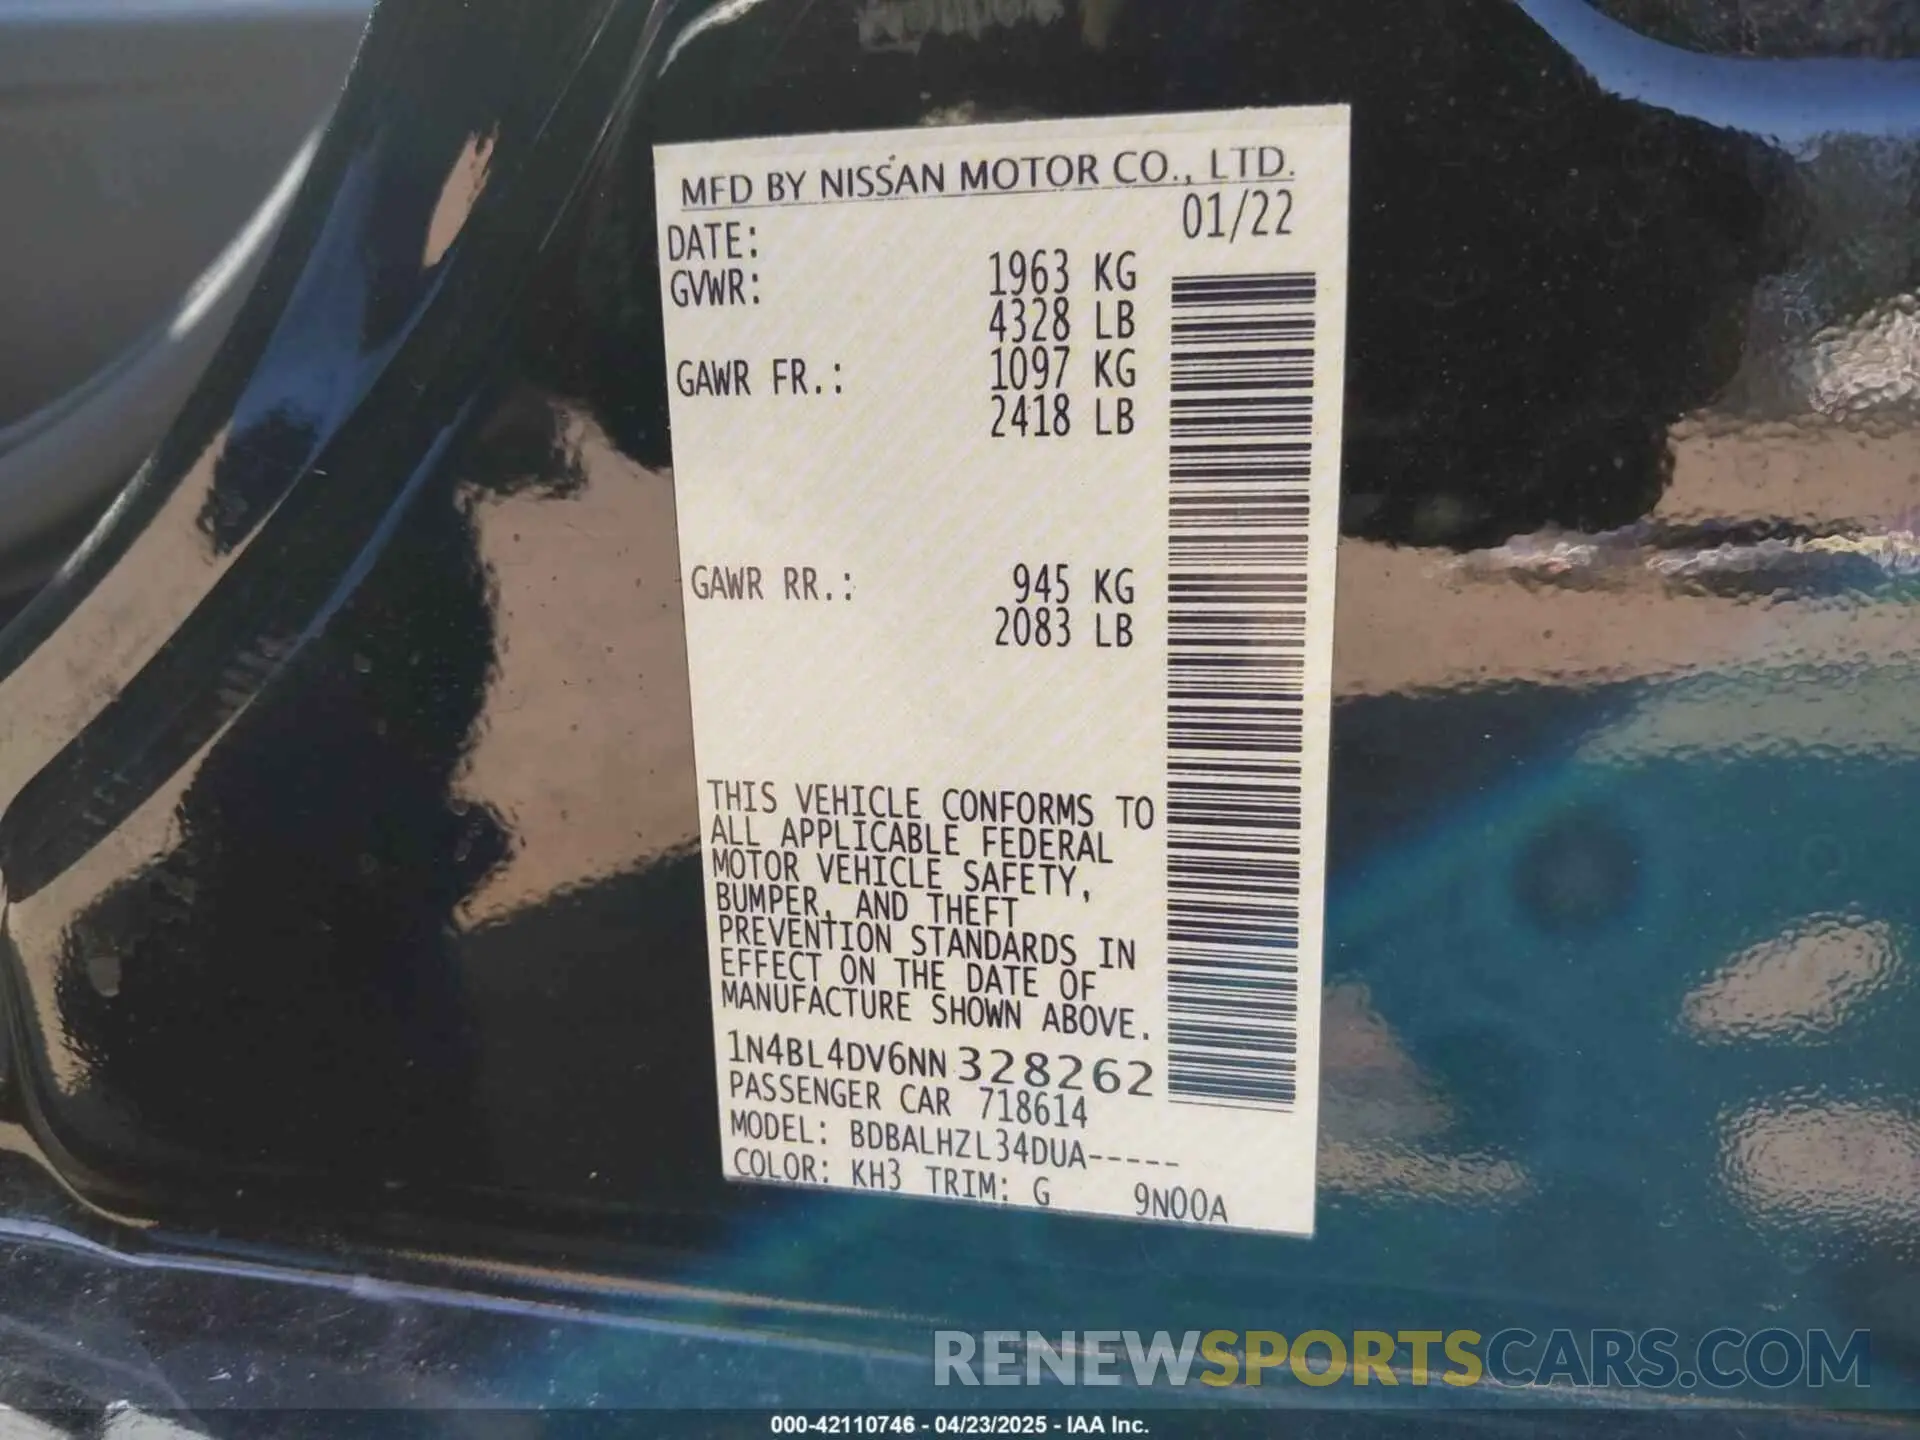 MFD BY NISSAN MOTOR CO., LTD.
DATE: 01/22
GVWR: 1963 KG
4328 LB
GAWR FR.: 1097 KG
2418 LB
GAWR RR.: 945 KG
2083 LB
THIS VEHICLE CONFORMS TO
ALL APPLICABLE FEDERAL
MOTOR VEHICLE SAFETY,
BUMPER, AND THEFT
PREVENTION STANDARDS IN
EFFECT ON THE DATE OF
MANUFACTURE SHOWN ABOVE.
1N4BL4DV6NN328262
PASSENGER CAR 718614
MODEL: BDBALHZL34DUA-----
COLOR: KH3 TRIM: G 9N00A
RENEWSPORTSCARS.COM
000-42110746 - 04/23/2025 - IAA Inc.